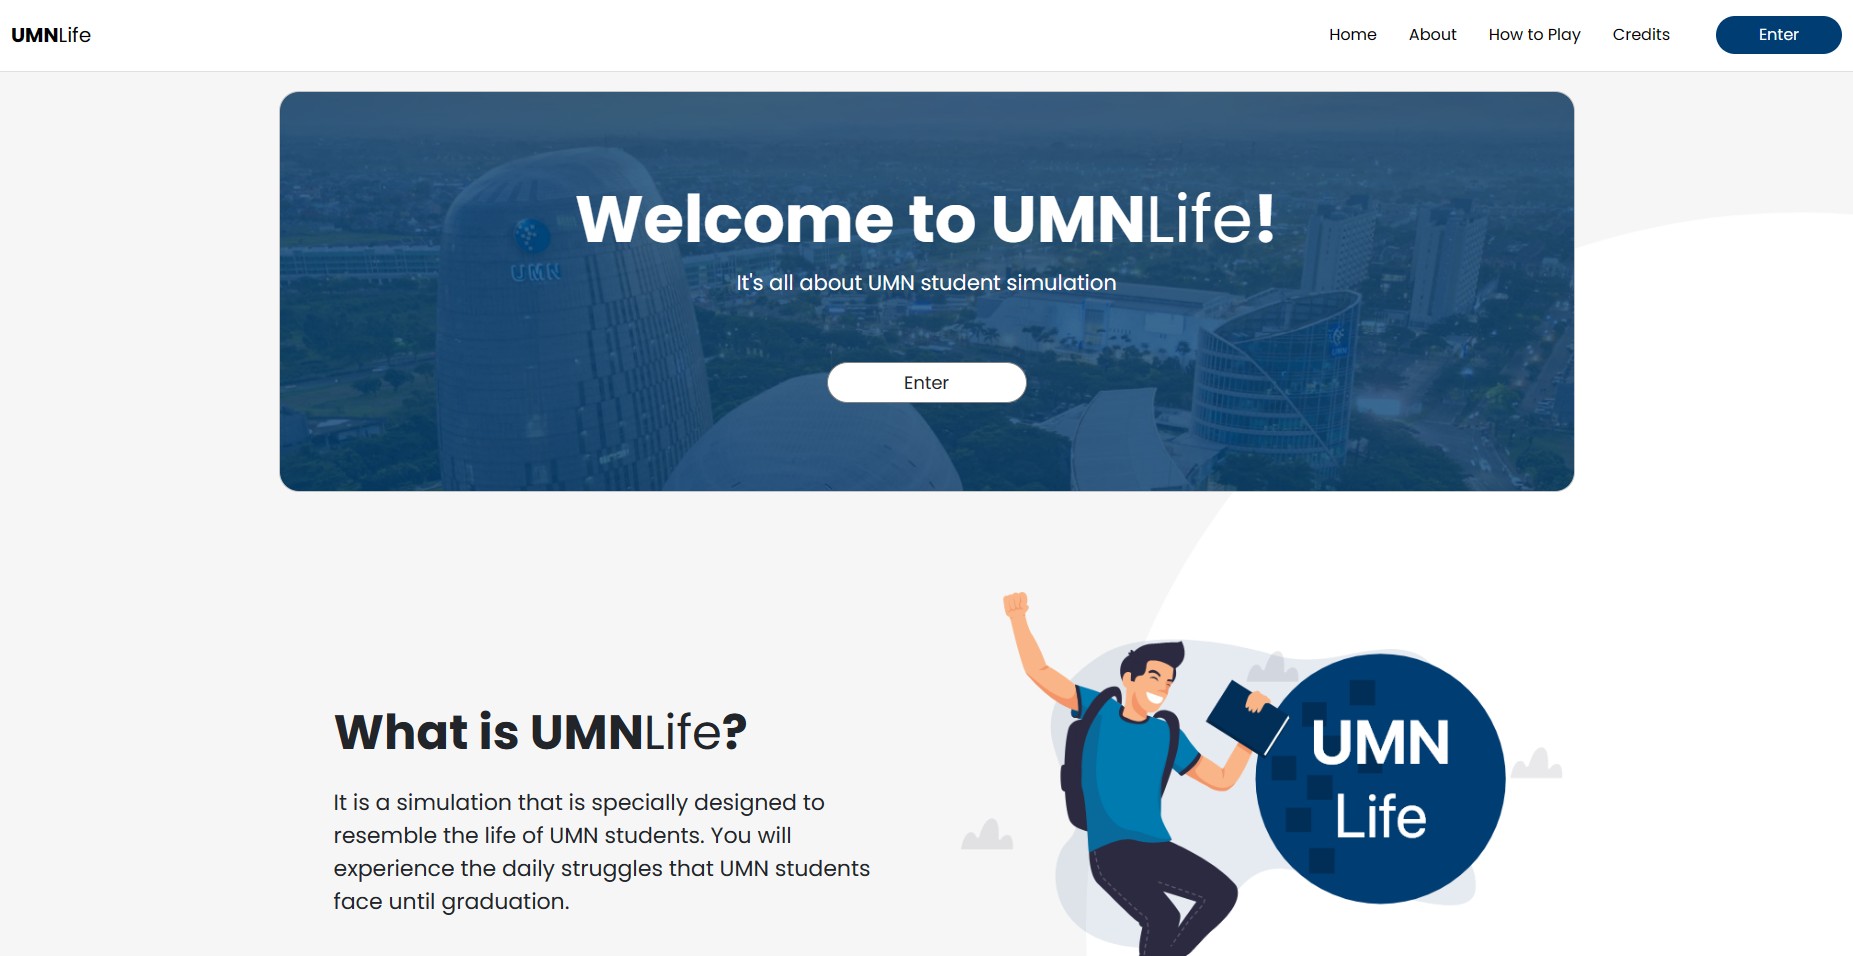 UMNLife
Home About How to Play Credits Enter
Welcome to UMNLife!
UMN
It's all about UMN student simulation
Enter
What is UMNLife?
It is a simulation that is specially designed to
resemble the life of UMN students. You will
experience the daily struggles that UMN students
face until graduation.
UMN
Life